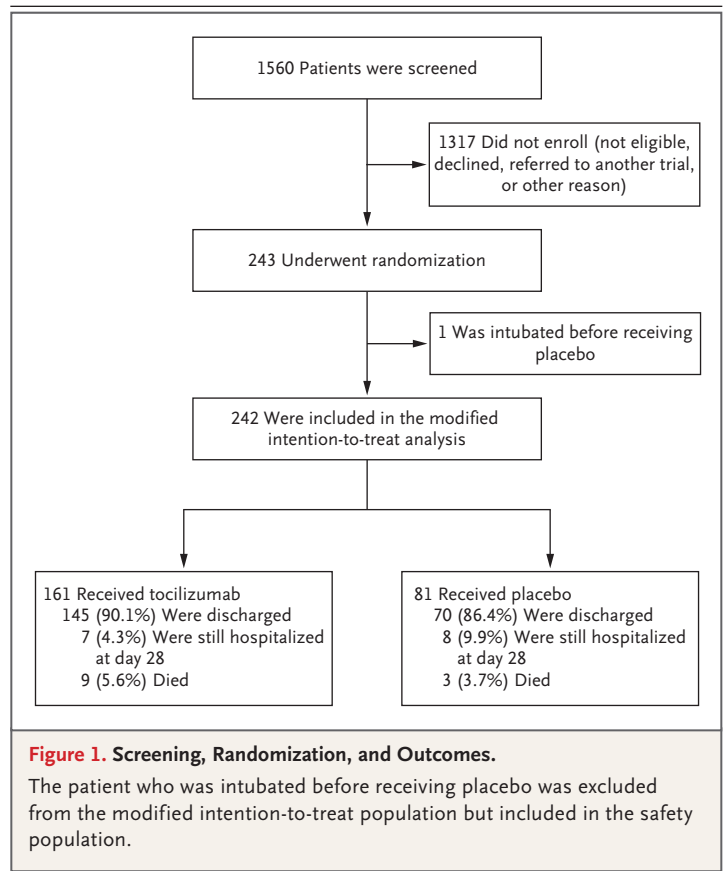 1560 Patients were screened
1317 Did not enroll (not eligible,
declined, referred to another trial,
or other reason)
243 Underwent randomization
1 Was intubated before receiving
placebo
242 Were included in the modified
intention-to-treat analysis
161 Received tocilizumab
145 (90.1%) Were discharged
7 (4.3%) Were still hospitalized
at day 28
9 (5.6%) Died
81 Received placebo
70 (86.4%) Were discharged
8 (9.9%) Were still hospitalized
at day 28
3 (3.7%) Died
Figure 1. Screening, Randomization, and Outcomes.
The patient who was intubated before receiving placebo was excluded
from the modified intention-to-treat population but included in the safety
population.